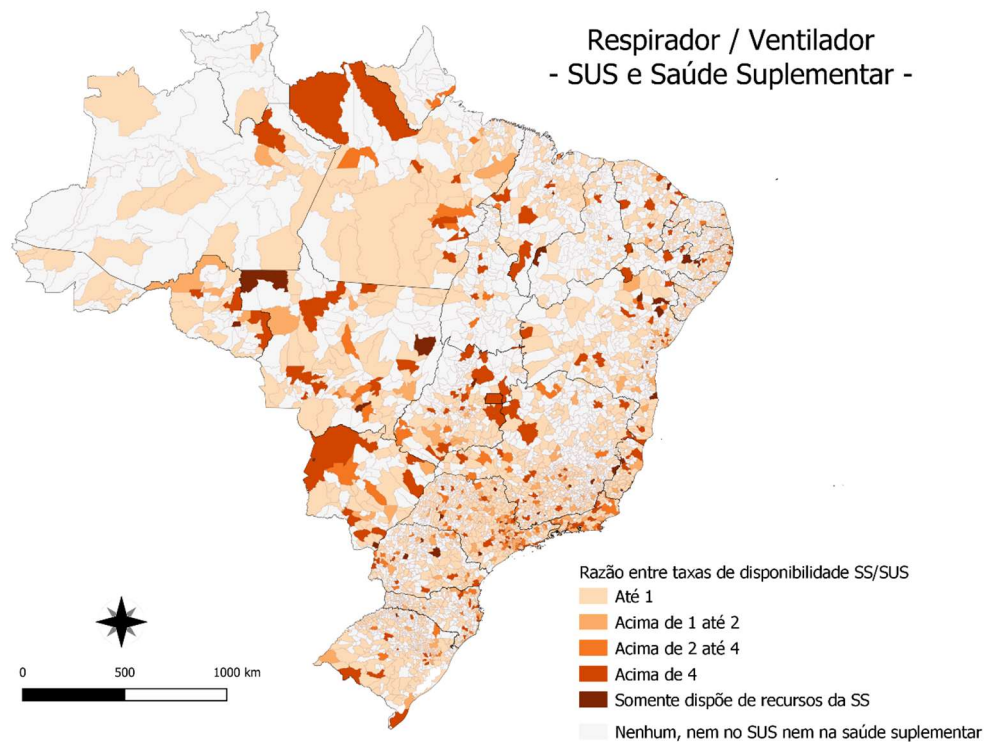 Respirador / Ventilador
- SUS e Saúde Suplementar -
Razão entre taxas de disponibilidade SS/SUS
Até 1
Acima de 1 até 2
Acima de 2 até 4
Acima de 4
Somente dispõe de recursos da SS
Nenhum, nem no SUS nem na saúde suplementar
0 500 1000 km